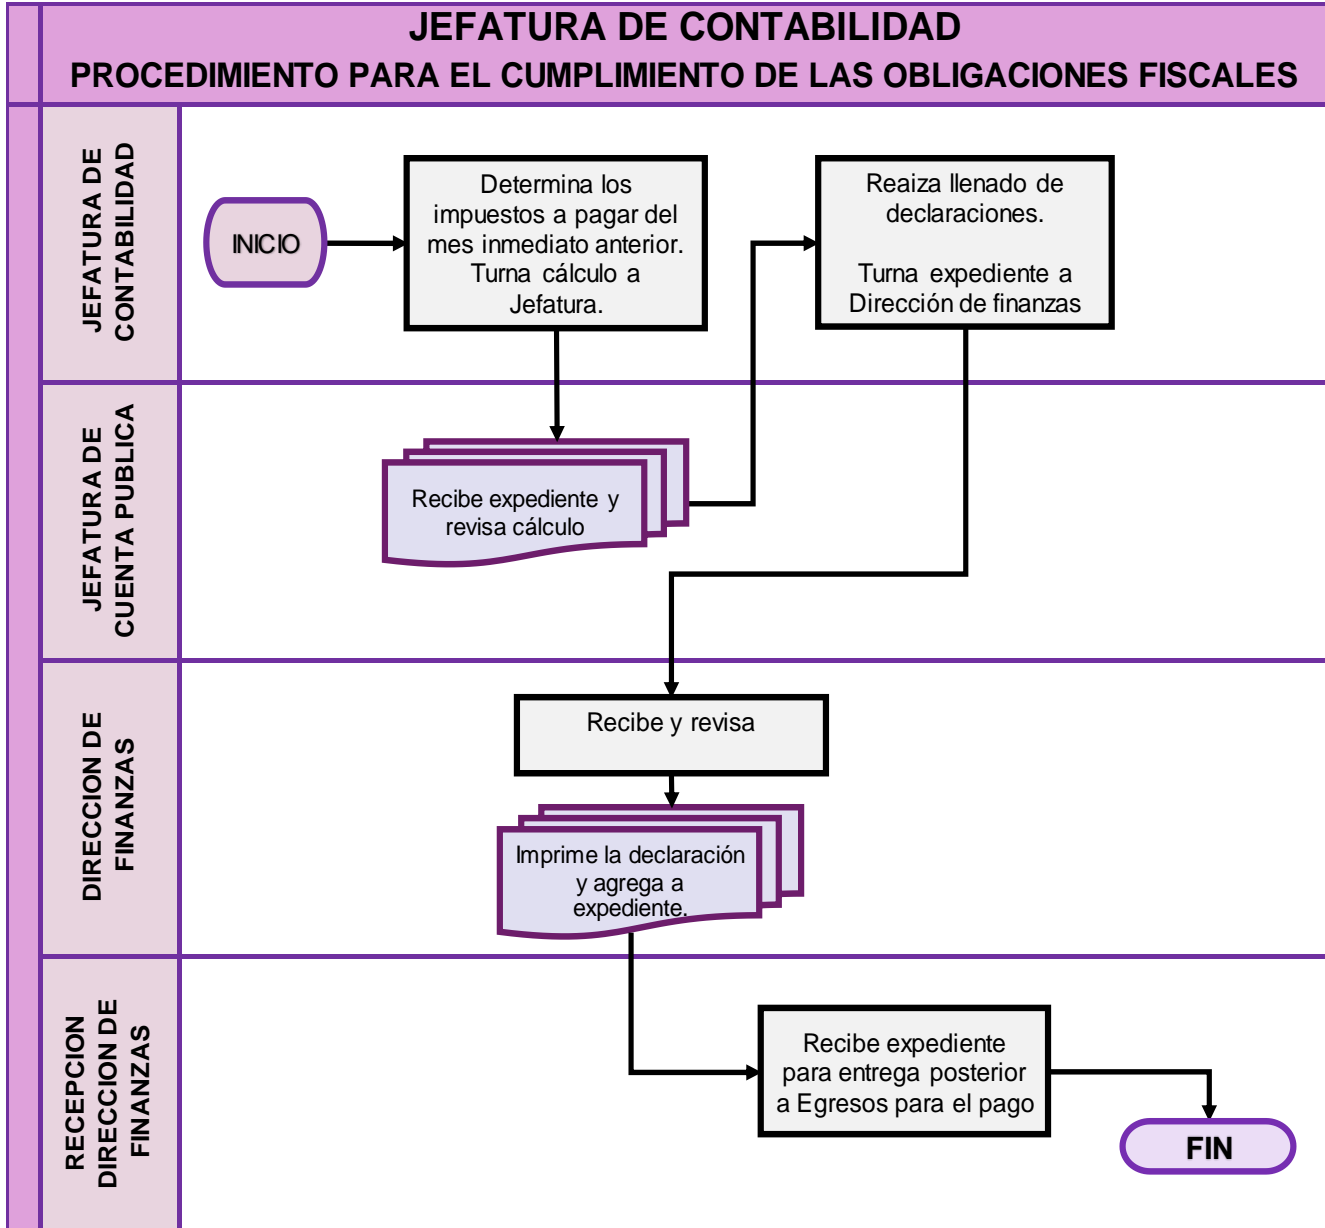 JEFATURA DE CONTABILIDAD
PROCEDIMIENTO PARA EL CUMPLIMIENTO DE LAS OBLIGACIONES FISCALES
JEFATURA DE
CONTABILIDAD
INICIO
Determina los
impuestos a pagar del
mes inmediato anterior.
Turna cálculo a
Jefatura.
Reaiza llenado de
declaraciones.
Turna expediente a
Dirección de finanzas
JEFATURA DE
CUENTA PUBLICA
Recibe expediente y
revisa cálculo
DIRECCION DE
FINANZAS
Recibe y revisa
Imprime la declaración
y agrega a
expediente.
RECEPCION
DIRECCION DE
FINANZAS
Recibe expediente
para entrega posterior
a Egresos para el pago
FIN